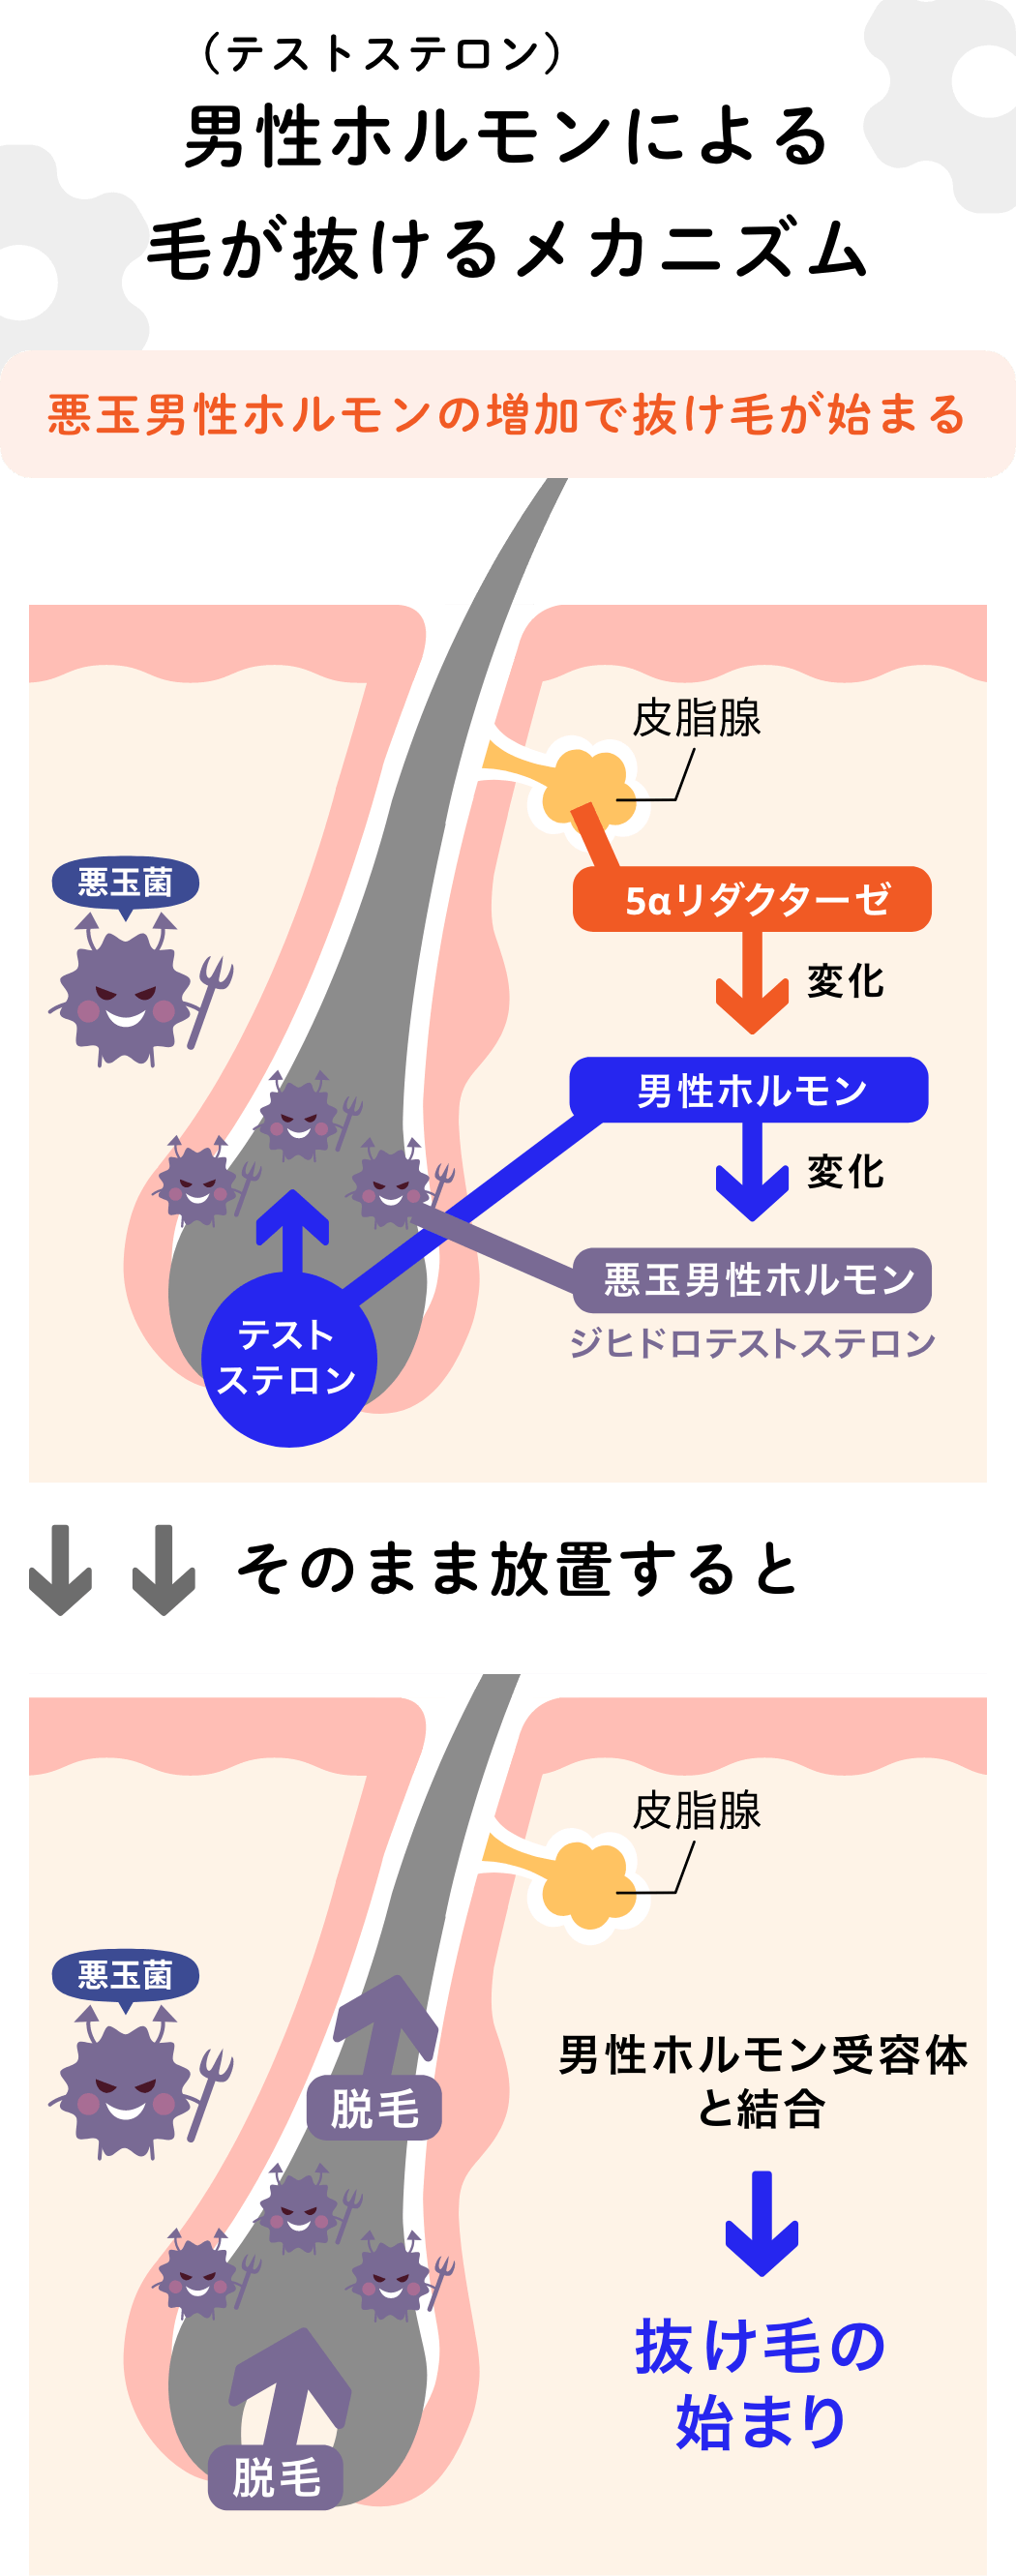 （テストステロン）
男性ホルモンによる
毛が抜けるメカニズム
悪玉男性ホルモンの増加で抜け毛が始まる
皮脂腺
悪玉菌
5αリダクターゼ
変化
男性ホルモン
変化
悪玉男性ホルモン
ジヒドロテストステロン
テスト
ステロン
そのまま放置すると
皮脂腺
悪玉菌
脱毛
男性ホルモン受容体
と結合
抜け毛の
始まり
脱毛